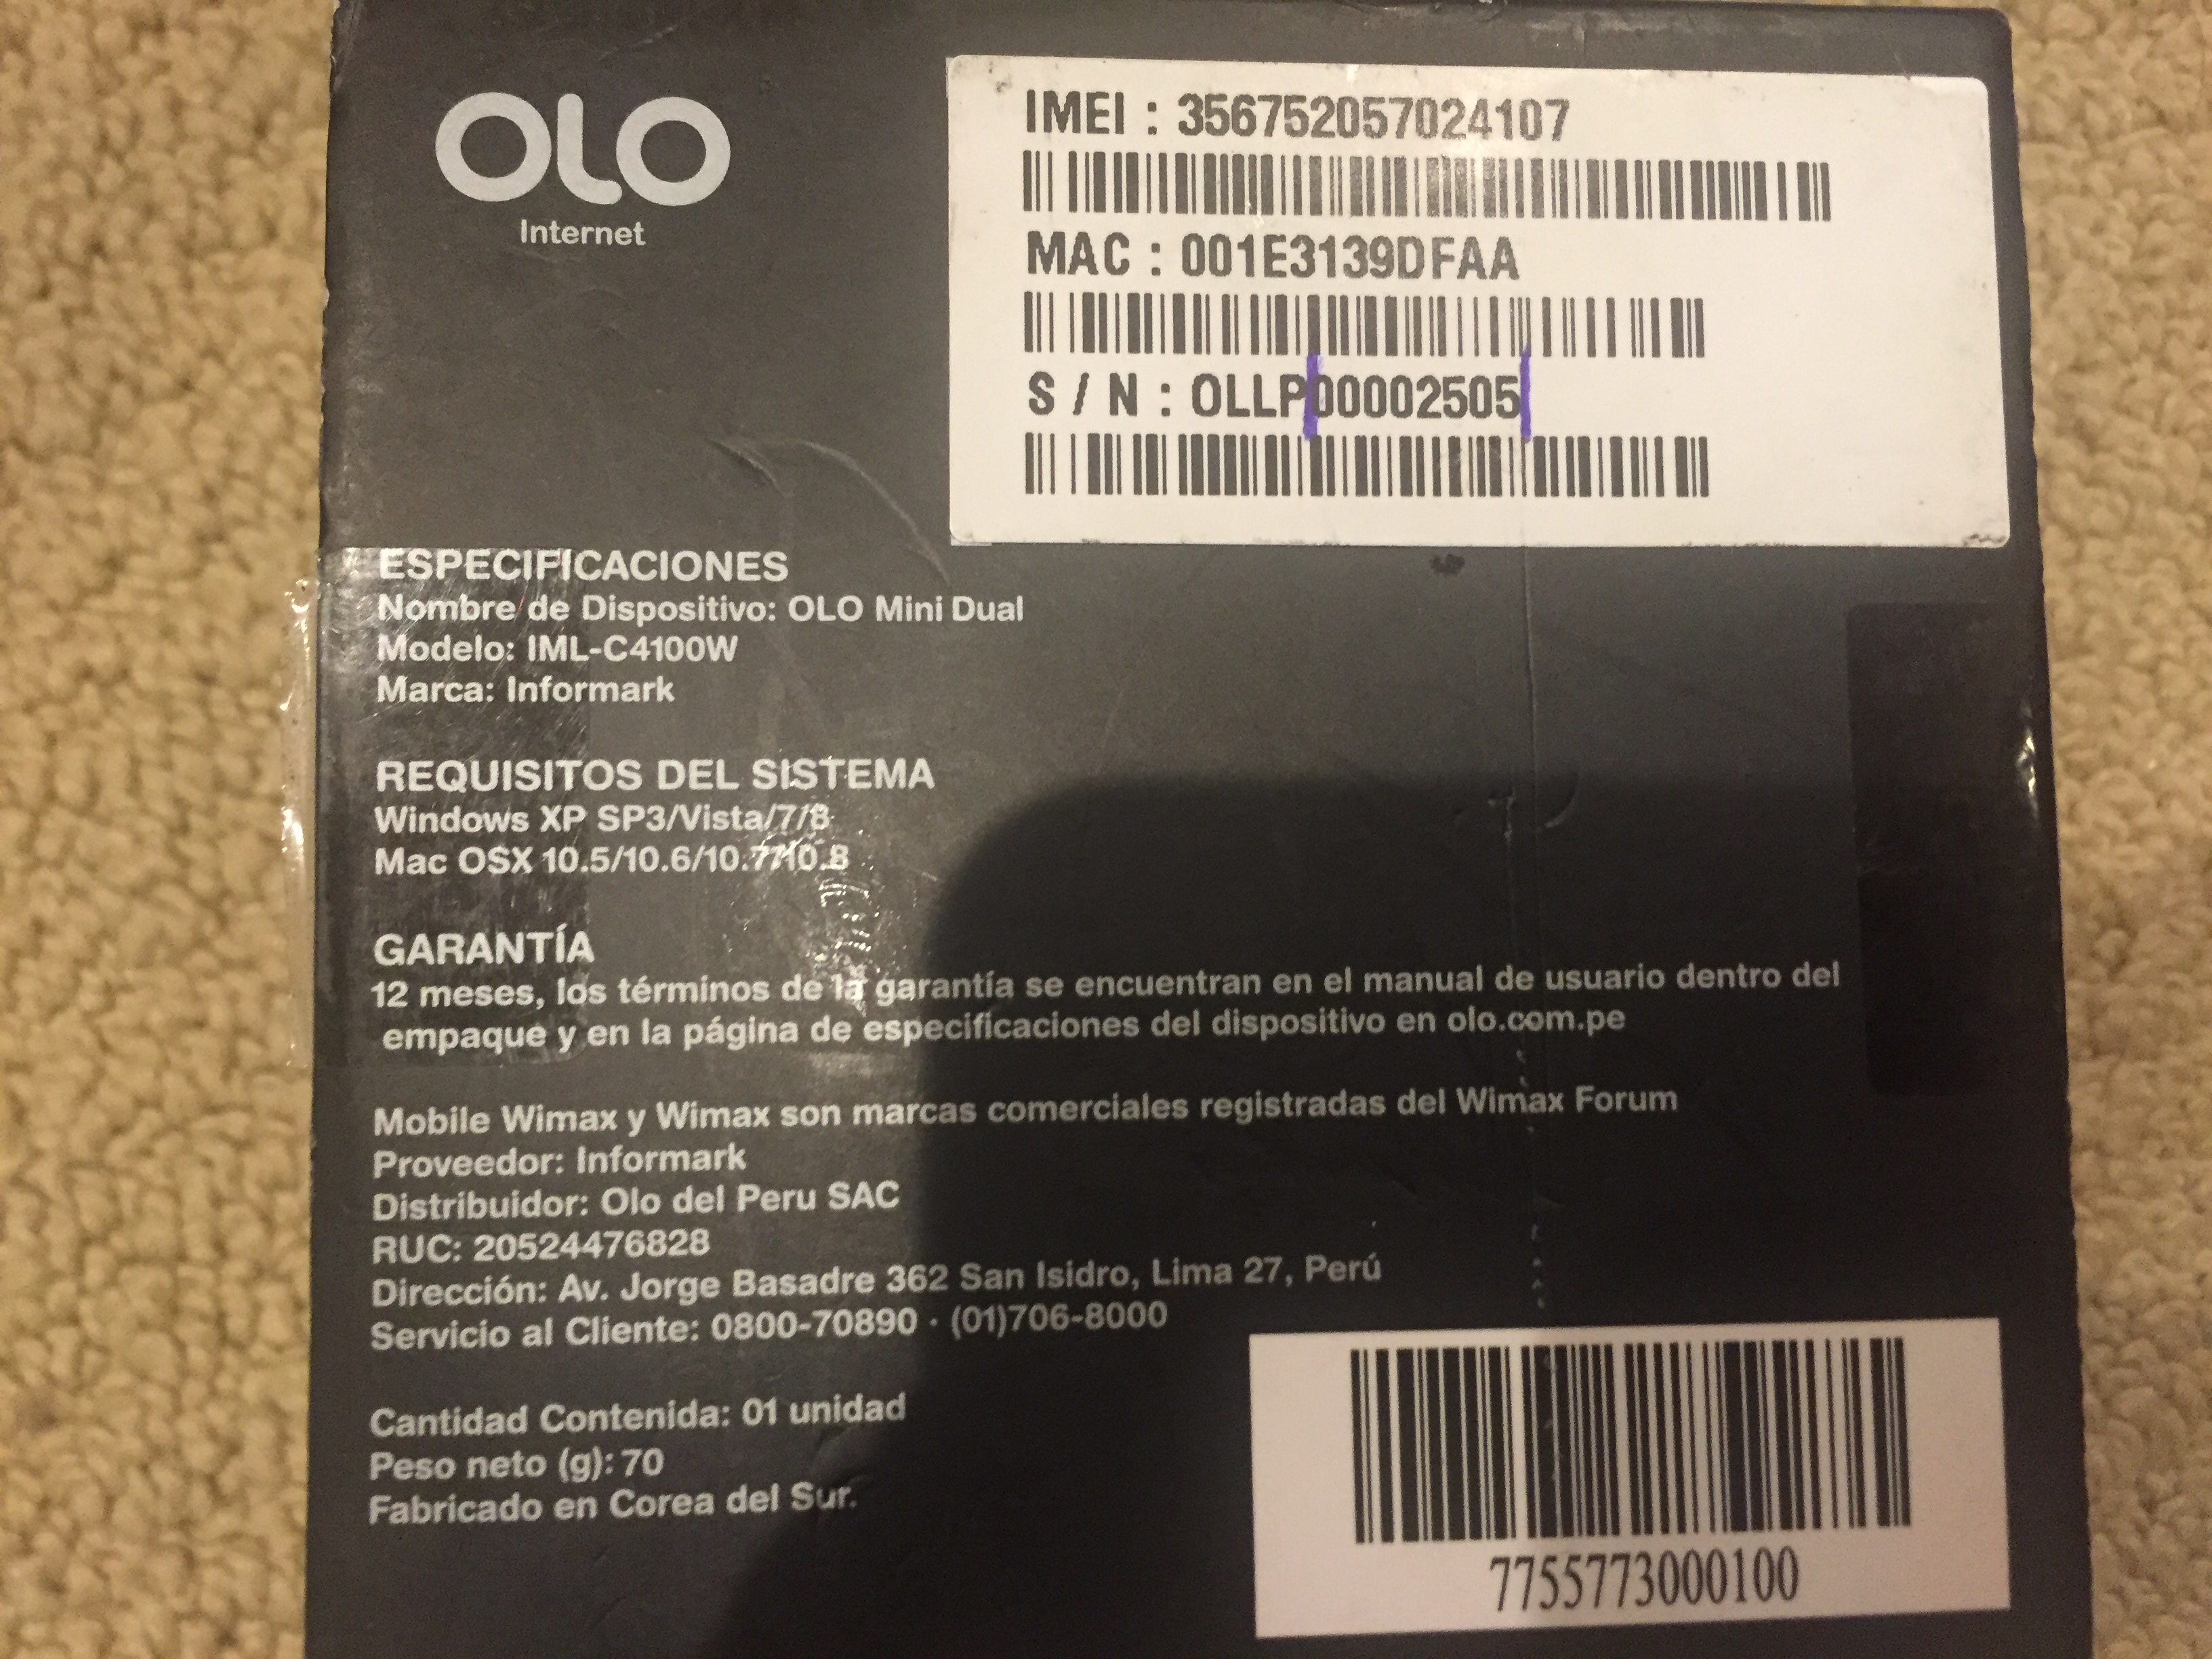 OLO
Internet
IMEI : 356752057024107
MAC : 001E3139DFAA
S / N : OLLP00002505
ESPECIFICACIONES
Nombre de Dispositivo: OLO Mini Dual
Modelo: IML-C4100W
Marca: Informark
REQUISITOS DEL SISTEMA
Windows XP SP3/Vista/7/8
Mac OSX 10.5/10.6/10.7/10.8
GARANTÍA
12 meses, los términos de la garantía se encuentran en el manual de usuario dentro del
empaque y en la página de especificaciones del dispositivo en olo.com.pe
Mobile Wimax y Wimax son marcas comerciales registradas del Wimax Forum
Proveedor: Informark
Distribuidor: Olo del Peru SAC
RUC: 20524476828
Dirección: Av. Jorge Basadre 362 San Isidro, Lima 27, Perú
Servicio al Cliente: 0800-70890 · (01)706-8000
Cantidad Contenida: 01 unidad
Peso neto (g): 70
Fabricado en Corea del Sur.
7755773000100